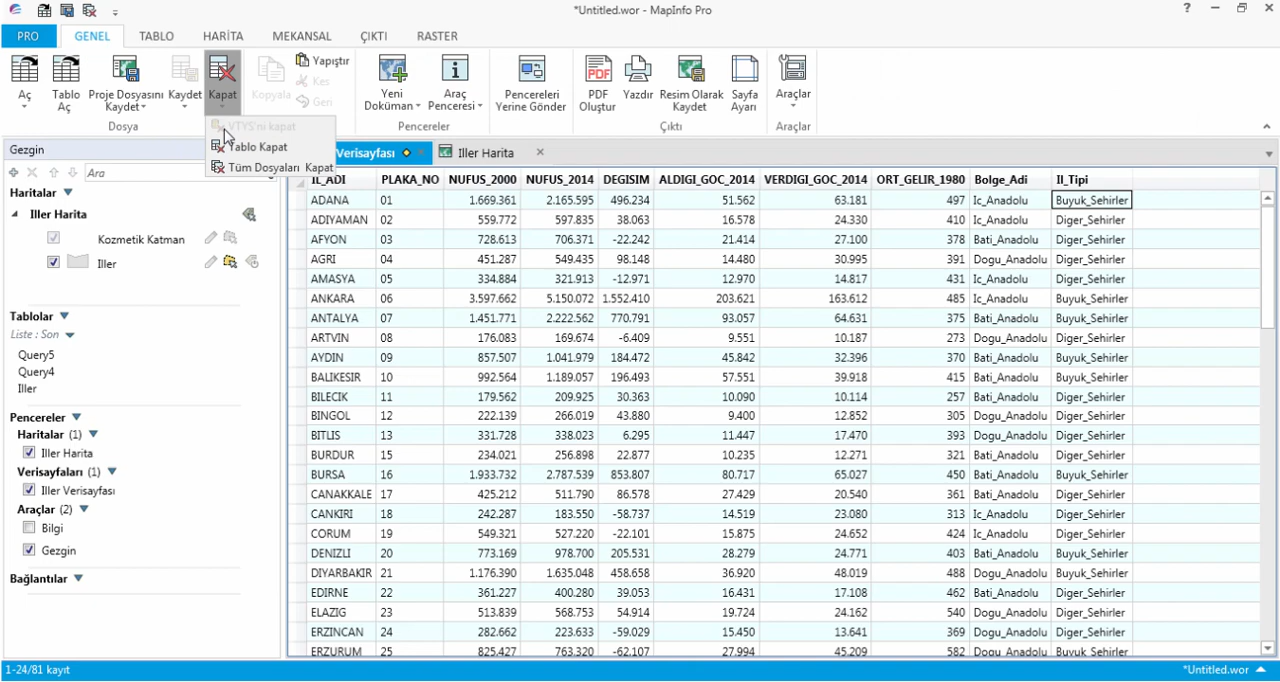 *Untitled.wor - MapInfo Pro
?
PRO GENEL TABLO HARİTA MEKANSAL ÇIKTI RASTER
Aç
Tablo Aç
Proje Dosyasını Kaydet
Kaydet
Kapat
Kopyala
Yapıştır
Kes
Geri
Yeni Doküman
Araç Penceresi
Pencereleri Yerine Gönder
PDF Oluştur
Yazdır
Resim Olarak Kaydet
Sayfa Ayarı
Araçlar
Dosya Pencereler Çıktı Araçlar
VTYS'ni kapat
Tablo Kapat
Tüm Dosyaları Kapat
Gezgin
Ara
Haritalar
Iller Harita
Kozmetik Katman
Iller
Tablolar
Liste : Son
Query5
Query4
Iller
Pencereler
Haritalar (1)
Iller Harita
Verisayfaları (1)
Iller Verisayfası
Araçlar (2)
Bilgi
Gezgin
Bağlantılar
Verisayfası Iller Harita
IL_ADI PLAKA_NO NUFUS_2000 NUFUS_2014 DEGISIM ALDIGI_GOC_2014 VERDIGI_GOC_2014 ORT_GELIR_1980 Bolge_Adi Il_Tipi
ADANA 01 1.669.361 2.165.595 496.234 51.562 63.181 497 Ic_Anadolu Buyuk_Sehirler
ADIYAMAN 02 559.772 597.835 38.063 16.578 24.330 410 Ic_Anadolu Diger_Sehirler
AFYON 03 728.613 706.371 -22.242 21.414 27.100 378 Bati_Anadolu Diger_Sehirler
AGRI 04 451.287 549.435 98.148 14.480 30.995 391 Dogu_Anadolu Diger_Sehirler
AMASYA 05 334.884 321.913 -12.971 12.970 14.817 431 Ic_Anadolu Diger_Sehirler
ANKARA 06 3.597.662 5.150.072 1.552.410 203.621 163.612 485 Ic_Anadolu Buyuk_Sehirler
ANTALYA 07 1.451.771 2.222.562 770.791 93.057 64.631 375 Bati_Anadolu Buyuk_Sehirler
ARTVIN 08 176.083 169.674 -6.409 9.551 10.187 273 Dogu_Anadolu Diger_Sehirler
AYDIN 09 857.507 1.041.979 184.472 45.842 32.396 370 Bati_Anadolu Buyuk_Sehirler
BALIKESIR 10 992.564 1.189.057 196.493 57.551 39.918 415 Bati_Anadolu Buyuk_Sehirler
BILECIK 11 179.562 209.925 30.363 10.090 10.114 257 Bati_Anadolu Diger_Sehirler
BINGOL 12 222.139 266.019 43.880 9.400 12.852 305 Dogu_Anadolu Diger_Sehirler
BITLIS 13 331.728 338.023 6.295 11.447 17.470 393 Dogu_Anadolu Diger_Sehirler
BURDUR 15 234.021 256.898 22.877 10.235 12.271 321 Bati_Anadolu Diger_Sehirler
BURSA 16 1.933.732 2.787.539 853.807 80.717 65.027 450 Bati_Anadolu Buyuk_Sehirler
CANAKKALE 17 425.212 511.790 86.578 27.429 20.540 361 Bati_Anadolu Diger_Sehirler
CANKIRI 18 242.287 183.550 -58.737 14.519 23.080 313 Ic_Anadolu Diger_Sehirler
CORUM 19 549.321 527.220 -22.101 15.875 24.652 424 Ic_Anadolu Diger_Sehirler
DENIZLI 20 773.169 978.700 205.531 28.279 24.771 403 Bati_Anadolu Buyuk_Sehirler
DIYARBAKIR 21 1.176.390 1.635.048 458.658 36.920 48.019 488 Dogu_Anadolu Buyuk_Sehirler
EDIRNE 22 361.227 400.280 39.053 16.431 17.108 462 Bati_Anadolu Diger_Sehirler
ELAZIG 23 513.839 568.753 54.914 19.724 24.162 540 Dogu_Anadolu Diger_Sehirler
ERZINCAN 24 282.662 223.633 -59.029 15.450 13.641 369 Dogu_Anadolu Diger_Sehirler
ERZURUM 25 825.427 763.320 -62.107 27.994 45.209 582 Dogu_Anadolu Buyuk_Sehirler
1-24/81 kayıt
*Untitled.wor